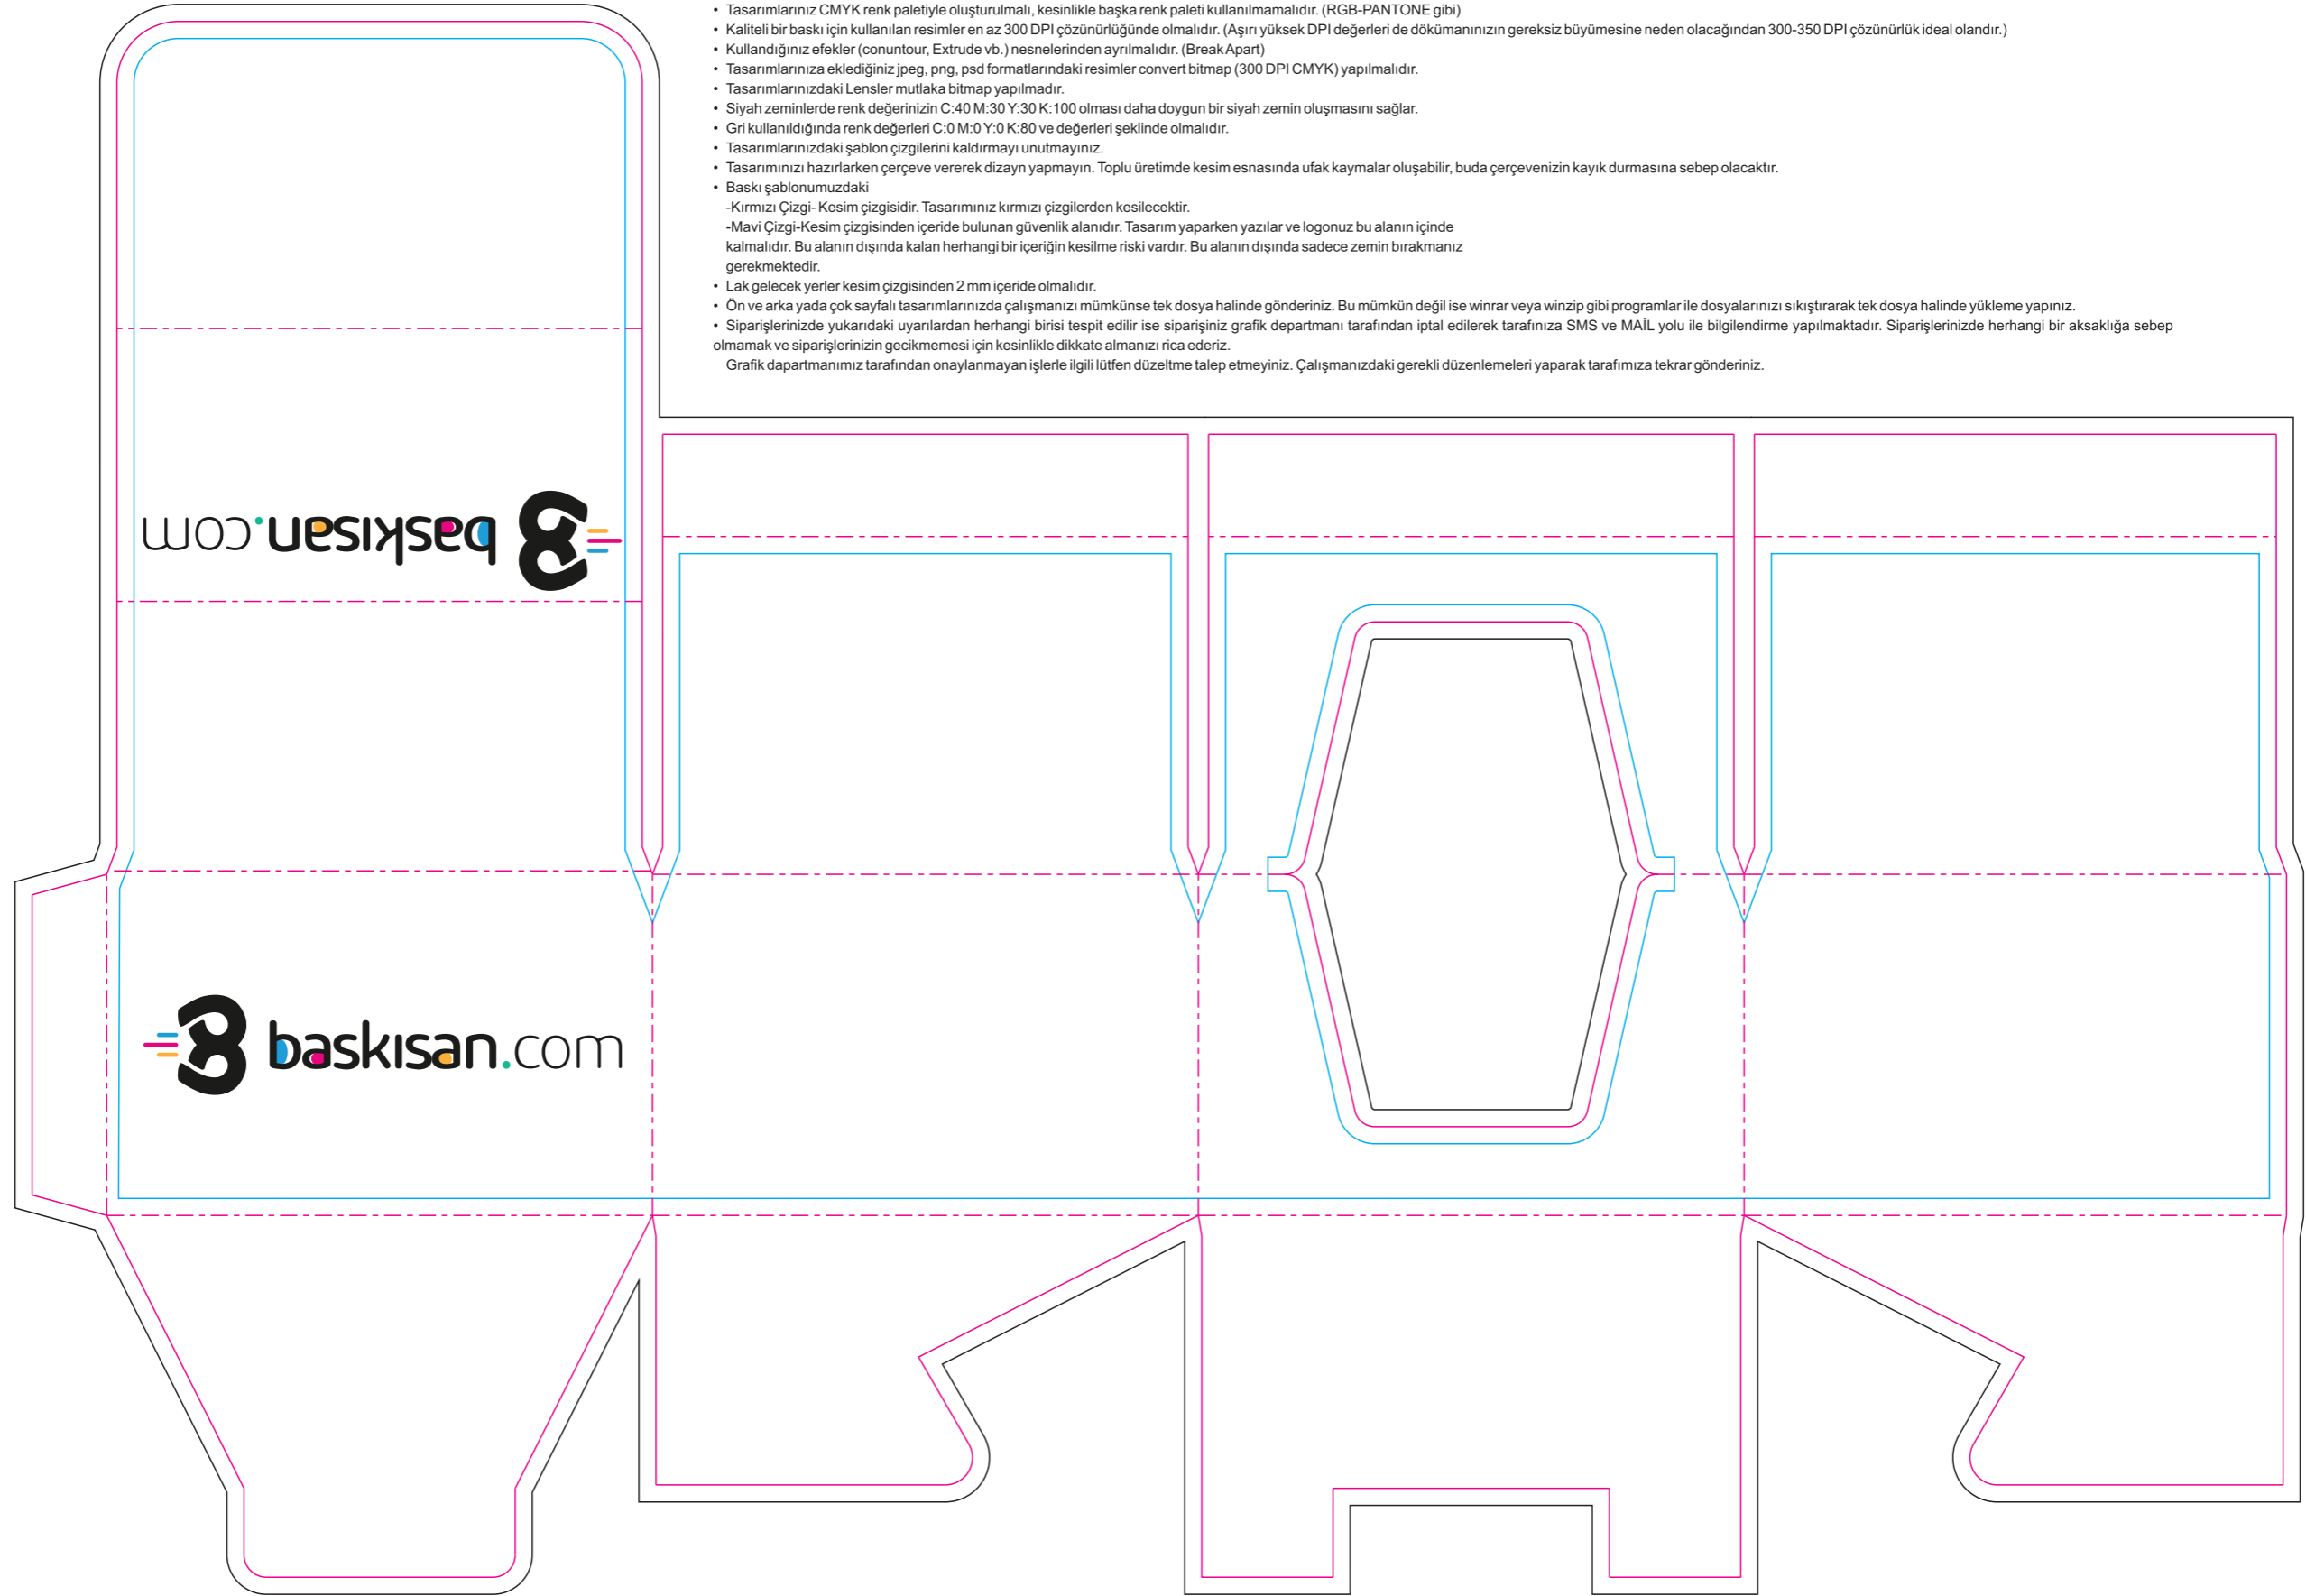 • Tasarımlarınız CMYK renk paletiyle oluşturulmalı, kesinlikle başka renk paleti kullanılmamalıdır. (RGB-PANTONE gibi)
• Kaliteli bir baskı için kullanılan resimler en az 300 DPI çözünürlüğünde olmalıdır. (Aşırı yüksek DPI değerleri de dökümanınızın gereksiz büyümesine neden olacağından 300-350 DPI çözünürlük ideal olandır.)
• Kullandığınız efekler (conuntour, Extrude vb.) nesnelerinden ayrılmalıdır. (Break Apart)
• Tasarımlarınıza eklediğiniz jpeg, png, psd formatlarındaki resimler convert bitmap (300 DPI CMYK) yapılmalıdır.
• Tasarımlarınızdaki Lensler mutlaka bitmap yapılmadır.
• Siyah zeminlerde renk değerinizin C:40 M:30 Y:30 K:100 olması daha doygun bir siyah zemin oluşmasını sağlar.
• Gri kullanıldığında renk değerleri C:0 M:0 Y:0 K:80 ve değerleri şeklinde olmalıdır.
• Tasarımlarınızdaki şablon çizgilerini kaldırmayı unutmayınız.
• Tasarımınızı hazırlarken çerçeve vererek dizayn yapmayın. Toplu üretimde kesim esnasında ufak kaymalar oluşabilir, buda çerçevenizin kayık durmasına sebep olacaktır.
• Baskı şablonumuzdaki
-Kırmızı Çizgi- Kesim çizgisidir. Tasarımınız kırmızı çizgilerden kesilecektir.
-Mavi Çizgi-Kesim çizgisinden içeride bulunan güvenlik alanıdır. Tasarım yaparken yazılar ve logonuz bu alanın içinde
kalmalıdır. Bu alanın dışında kalan herhangi bir içeriğin kesilme riski vardır. Bu alanın dışında sadece zemin bırakmanız
gerekmektedir.
• Lak gelecek yerler kesim çizgisinden 2 mm içeride olmalıdır.
• Ön ve arka yada çok sayfalı tasarımlarınızda çalışmanızı mümkünse tek dosya halinde gönderiniz. Bu mümkün değil ise winrar veya winzip gibi programlar ile dosyalarınızı sıkıştırarak tek dosya halinde yükleme yapınız.
• Siparişlerinizde yukarıdaki uyarılardan herhangi birisi tespit edilir ise siparişiniz grafik departmanı tarafından iptal edilerek tarafınıza SMS ve MAİL yolu ile bilgilendirme yapılmaktadır. Siparişlerinizde herhangi bir aksaklığa sebep
olmamak ve siparişlerinizin gecikmemesi için kesinlikle dikkate almanızı rica ederiz.
Grafik dapartmanımız tarafından onaylanmayan işlerle ilgili lütfen düzeltme talep etmeyiniz. Çalışmanızdaki gerekli düzenlemeleri yaparak tarafımıza tekrar gönderiniz.
baskısan.com
baskısan.com